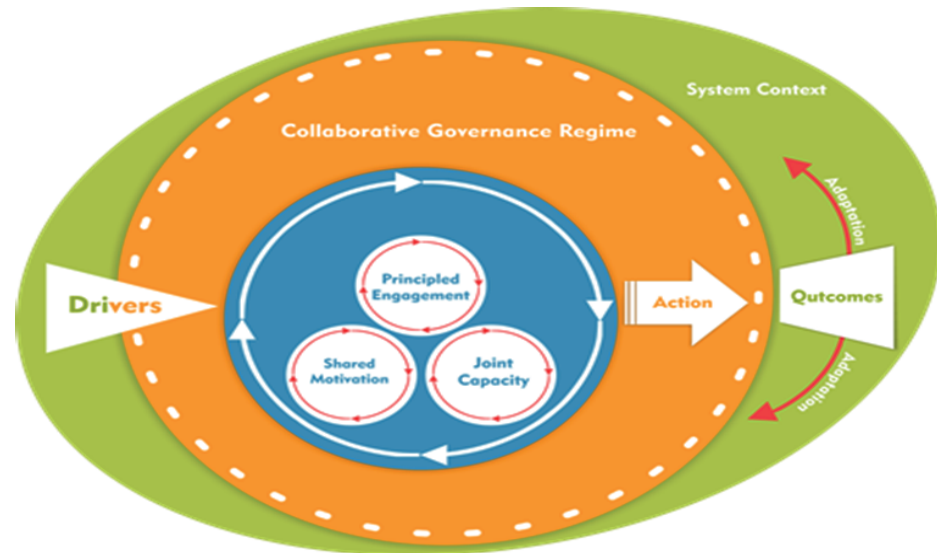 System Context
Collaborative Governance Regime
Adaptation
Principled
Engagement
Drivers
Action
Qutcomes
Shared
Motivation
Joint
Capacity
Adaptation